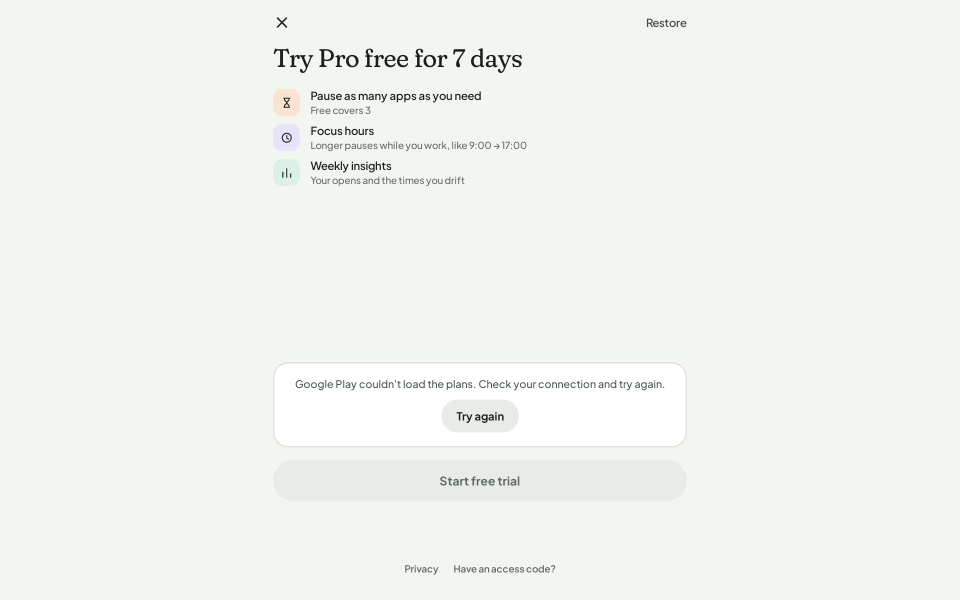 Restore
Try Pro free for 7 days
Pause as many apps as you need
Free covers 3
Focus hours
Longer pauses while you work, like 9:00 → 17:00
Weekly insights
Your opens and the times you drift
Google Play couldn't load the plans. Check your connection and try again.
Try again
Start free trial
Privacy
Have an access code?